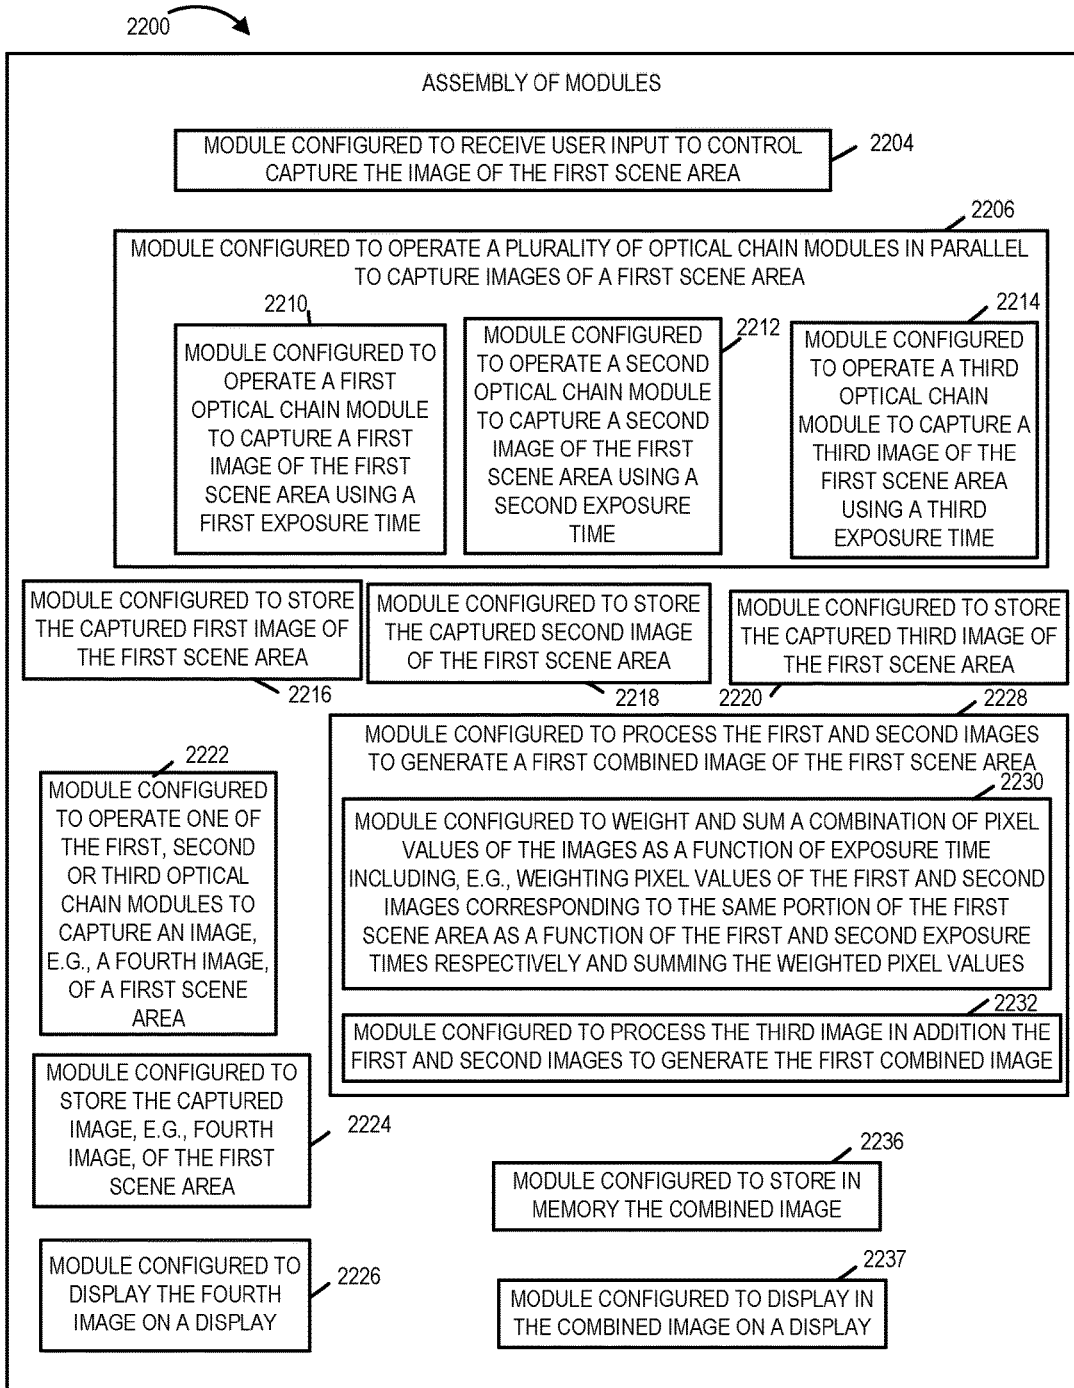 2200
ASSEMBLY OF MODULES
MODULE CONFIGURED TO RECEIVE USER INPUT TO CONTROL
CAPTURE THE IMAGE OF THE FIRST SCENE AREA
2204
2206
MODULE CONFIGURED TO OPERATE A PLURALITY OF OPTICAL CHAIN MODULES IN PARALLEL
TO CAPTURE IMAGES OF A FIRST SCENE AREA
2210
MODULE CONFIGURED TO
OPERATE A FIRST
OPTICAL CHAIN MODULE
TO CAPTURE A FIRST
IMAGE OF THE FIRST
SCENE AREA USING A
FIRST EXPOSURE TIME
2212
MODULE CONFIGURED
TO OPERATE A SECOND
OPTICAL CHAIN MODULE
TO CAPTURE A SECOND
IMAGE OF THE FIRST
SCENE AREA USING A
SECOND EXPOSURE
TIME
2214
MODULE CONFIGURED
TO OPERATE A THIRD
OPTICAL CHAIN
MODULE TO CAPTURE A
THIRD IMAGE OF THE
FIRST SCENE AREA
USING A THIRD
EXPOSURE TIME
MODULE CONFIGURED TO STORE
THE CAPTURED FIRST IMAGE OF
THE FIRST SCENE AREA
2216
MODULE CONFIGURED TO STORE
THE CAPTURED SECOND IMAGE
OF THE FIRST SCENE AREA
2218
MODULE CONFIGURED TO STORE
THE CAPTURED THIRD IMAGE OF
THE FIRST SCENE AREA
2220
2228
MODULE CONFIGURED TO PROCESS THE FIRST AND SECOND IMAGES
TO GENERATE A FIRST COMBINED IMAGE OF THE FIRST SCENE AREA
2230
MODULE CONFIGURED TO WEIGHT AND SUM A COMBINATION OF PIXEL
VALUES OF THE IMAGES AS A FUNCTION OF EXPOSURE TIME
INCLUDING, E.G., WEIGHTING PIXEL VALUES OF THE FIRST AND SECOND
IMAGES CORRESPONDING TO THE SAME PORTION OF THE FIRST
SCENE AREA AS A FUNCTION OF THE FIRST AND SECOND EXPOSURE
TIMES RESPECTIVELY AND SUMMING THE WEIGHTED PIXEL VALUES
2232
MODULE CONFIGURED TO PROCESS THE THIRD IMAGE IN ADDITION THE
FIRST AND SECOND IMAGES TO GENERATE THE FIRST COMBINED IMAGE
2222
MODULE CONFIGURED
TO OPERATE ONE OF
THE FIRST, SECOND
OR THIRD OPTICAL
CHAIN MODULES TO
CAPTURE AN IMAGE,
E.G., A FOURTH IMAGE,
OF A FIRST SCENE
AREA
MODULE CONFIGURED TO
STORE THE CAPTURED
IMAGE, E.G., FOURTH
IMAGE, OF THE FIRST
SCENE AREA
2224
MODULE CONFIGURED TO
DISPLAY THE FOURTH
IMAGE ON A DISPLAY
2226
2236
MODULE CONFIGURED TO STORE IN
MEMORY THE COMBINED IMAGE
2237
MODULE CONFIGURED TO DISPLAY IN
THE COMBINED IMAGE ON A DISPLAY